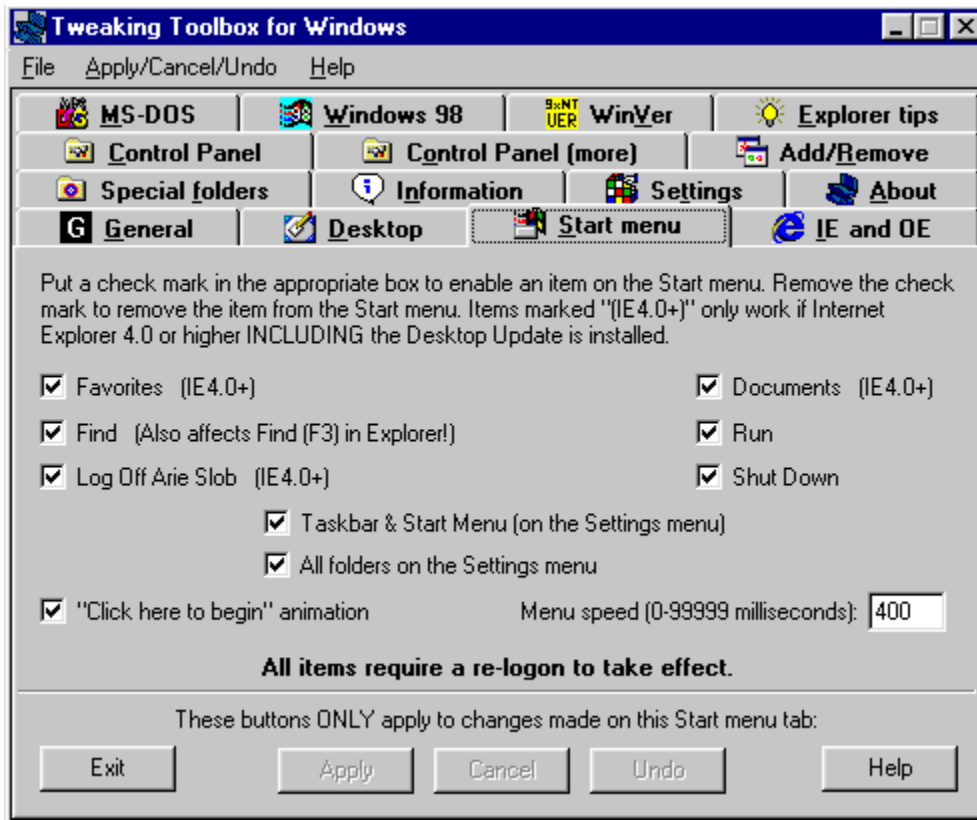 Tweaking Toolbox for Windows
File Apply/Cancel/Undo Help
MS-DOS Windows 98 9xNT VER WinVer Explorer tips
Control Panel Control Panel (more) Add/Remove
Special folders Information Settings About
G General Desktop Start menu IE and OE
Put a check mark in the appropriate box to enable an item on the Start menu. Remove the check
mark to remove the item from the Start menu. Items marked "(IE4.0+)" only work if Internet
Explorer 4.0 or higher INCLUDING the Desktop Update is installed.
Favorites (IE4.0+) Documents (IE4.0+)
Find (Also affects Find (F3) in Explorer!) Run
Log Off Arie Slob (IE4.0+) Shut Down
Taskbar & Start Menu (on the Settings menu)
All folders on the Settings menu
"Click here to begin" animation Menu speed (0-99999 milliseconds): 400
All items require a re-logon to take effect.
These buttons ONLY apply to changes made on this Start menu tab:
Exit Apply Cancel Undo Help